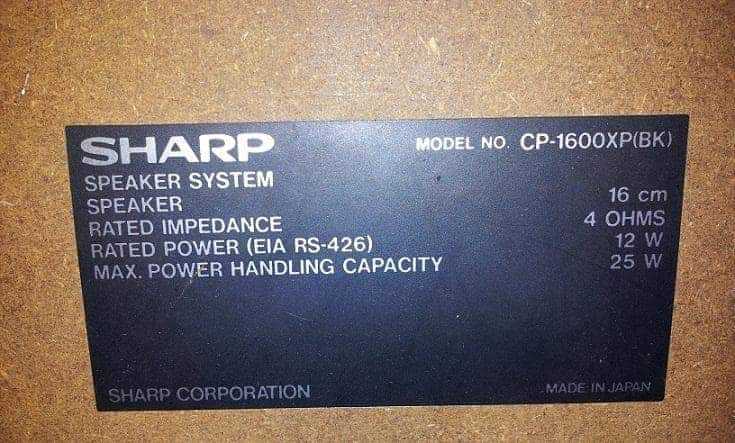 SHARP MODEL NO. CP-1600XP(BK)
SPEAKER SYSTEM
SPEAKER 16 cm
RATED IMPEDANCE 4 OHMS
RATED POWER (EIA RS-426) 12 W
MAX. POWER HANDLING CAPACITY 25 W
SHARP CORPORATION MADE IN JAPAN